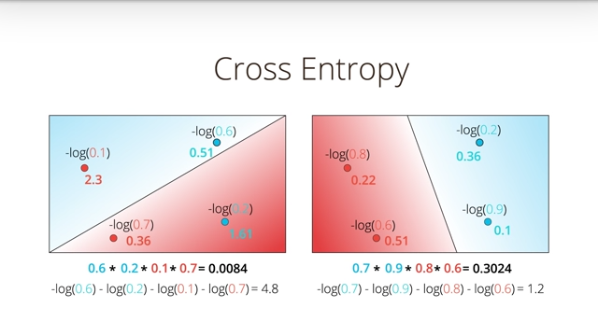 Cross Entropy
-log(0.6)
0.51
-log(0.1)
2.3
-log(0.7)
0.36
-log(0.2)
1.61
0.6 * 0.2 * 0.1 * 0.7 = 0.0084
-log(0.6) - log(0.2) - log(0.1) - log(0.7) = 4.8
-log(0.2)
0.36
-log(0.8)
0.22
-log(0.9)
0.1
-log(0.6)
0.51
0.7 * 0.9 * 0.8 * 0.6 = 0.3024
-log(0.7) - log(0.9) - log(0.8) - log(0.6) = 1.2